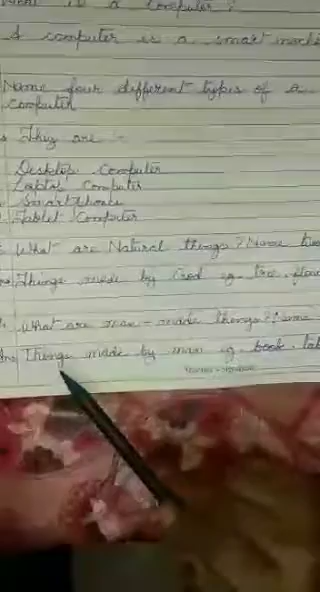 is a Computer?
A computer is a smart
Name four different types of a
Computer
They are :-
Desktop Computer
Laptop Computer
Smartphone
Tablet Computer
What are Natural things? Name
Things made by God eg. tree,
What are man-made things? Name
Things made by man eg. book,